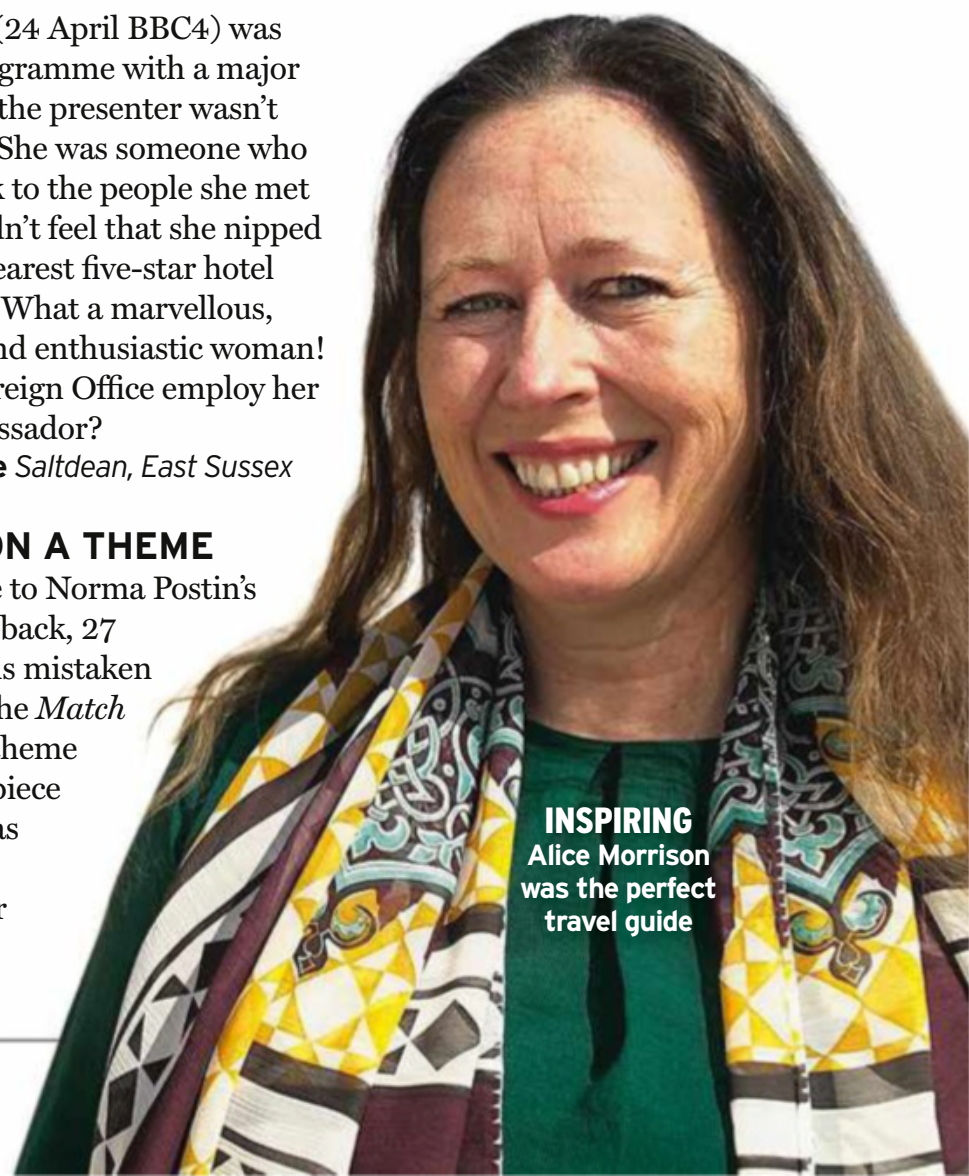 (24 April BBC4) was
gramme with a major
the presenter wasn’t
She was someone who
k to the people she met
dn’t feel that she nipped
earest five-star hotel
What a marvellous,
nd enthusiastic woman!
reign Office employ her
ssador?
e Saltdean, East Sussex
ON A THEME
e to Norma Postin’s
back, 27
is mistaken
he Match
heme
piece
as
r
INSPIRING
Alice Morrison
was the perfect
travel guide